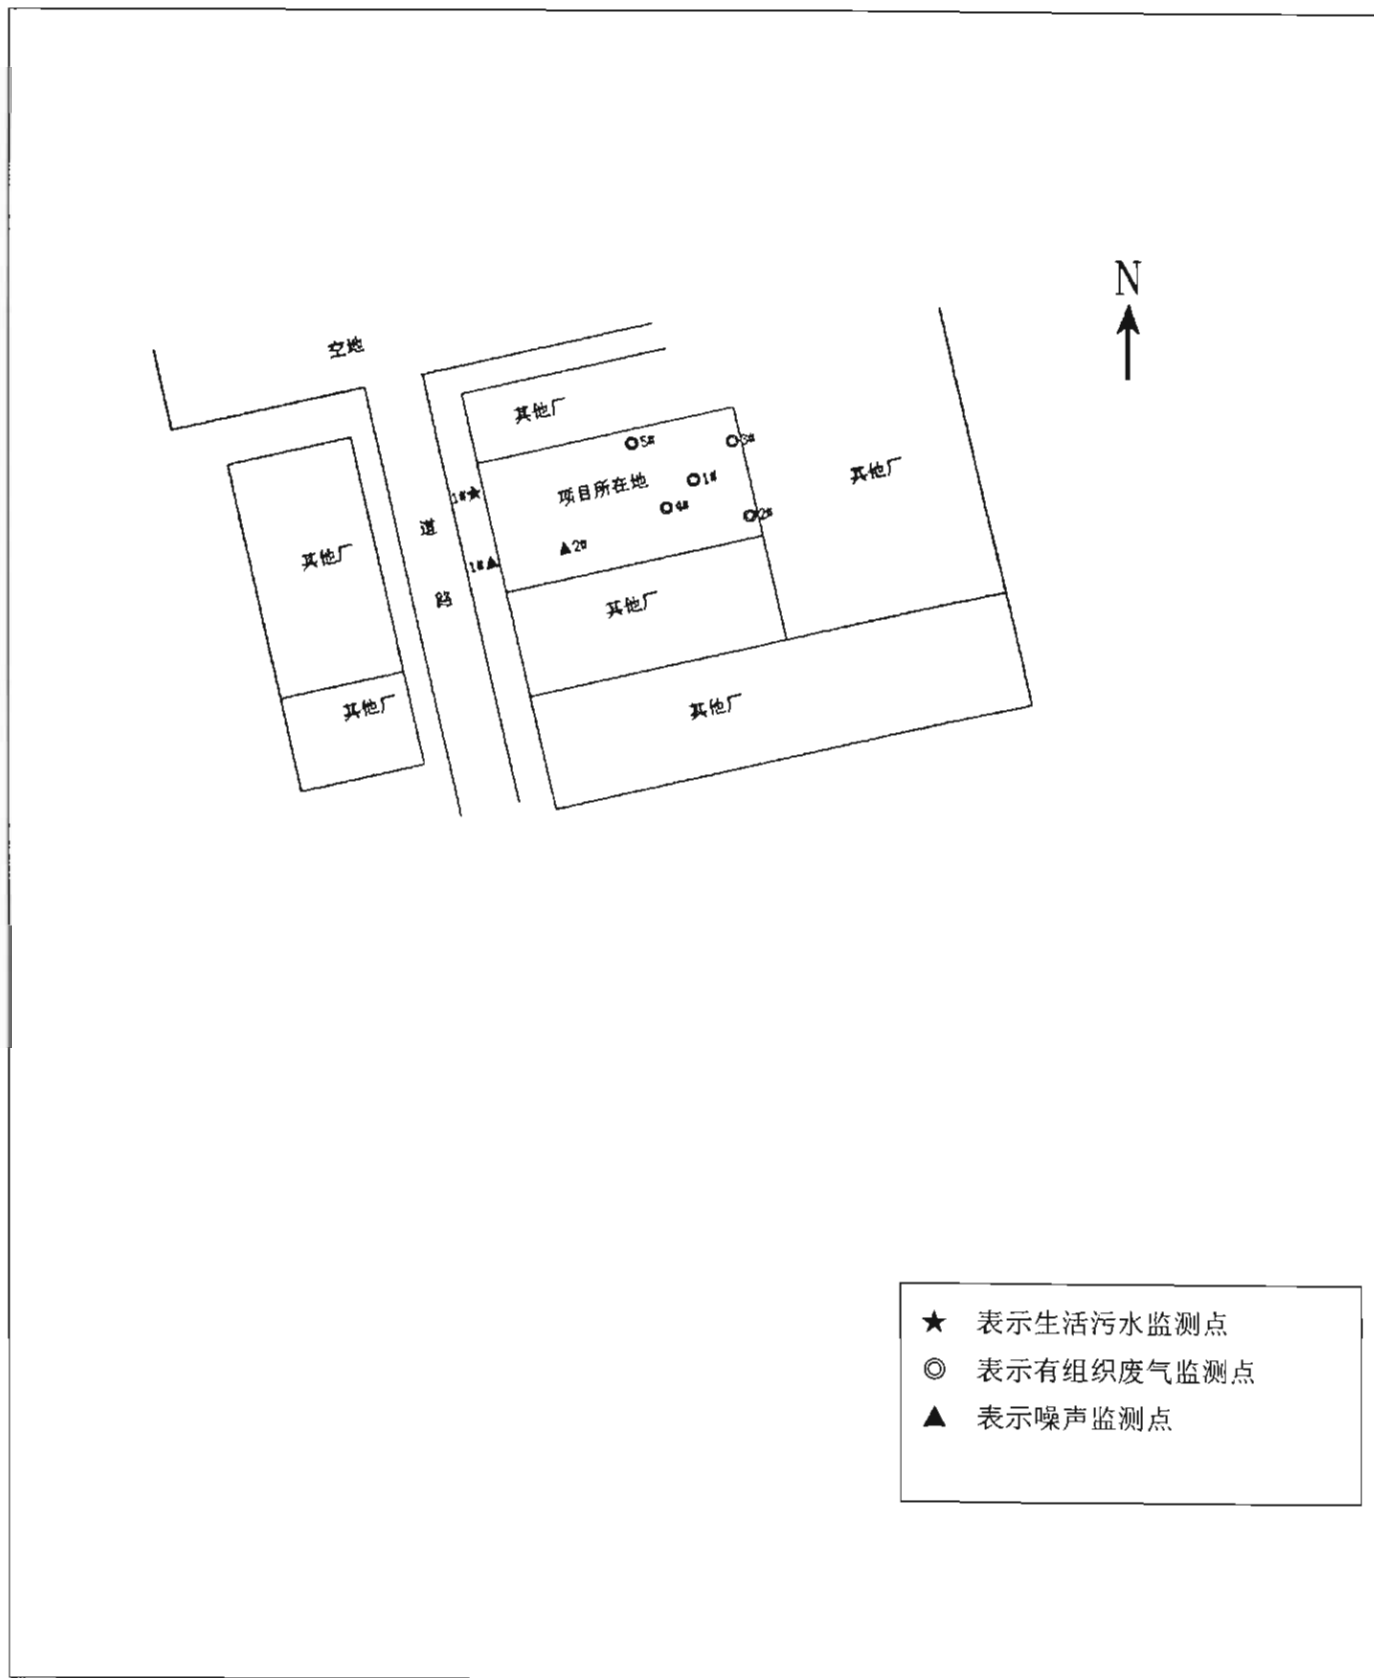 N
空地
其他厂
5#
3#
其他厂
1#
项目所在地
1#
4#
2#
道
2#
其他厂
1#
路
其他厂
其他厂
其他厂
表示生活污水监测点
表示有组织废气监测点
表示噪声监测点